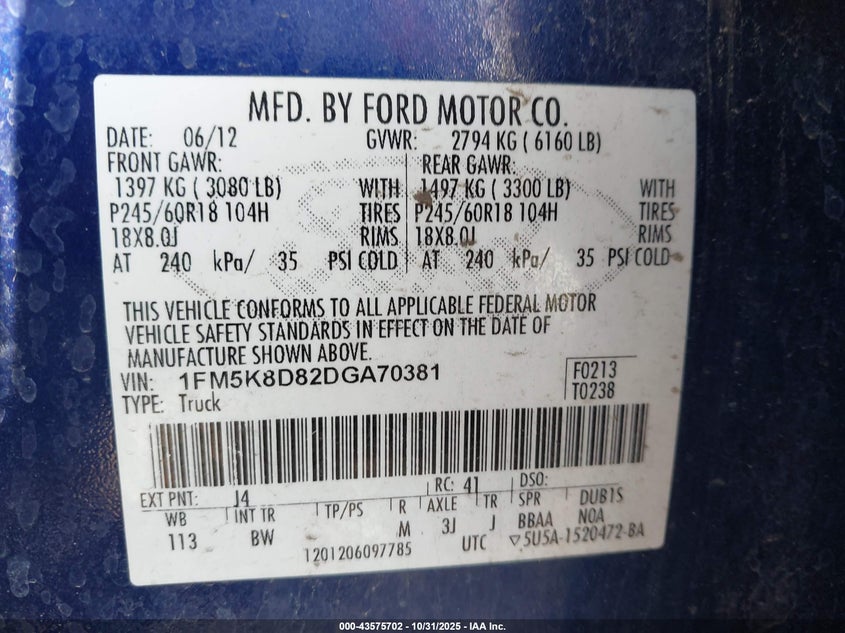 MFD. BY FORD MOTOR CO.
DATE: 06/12 GVWR: 2794 KG ( 6160 LB)
FRONT GAWR: REAR GAWR:
1397 KG ( 3080 LB) WITH 1497 KG ( 3300 LB) WITH
P245/60R18 104H TIRES P245/60R18 104H TIRES
18X8.0J RIMS 18X8.0J RIMS
AT 240 kPa/ 35 PSI COLD AT 240 kPa/ 35 PSI COLD
THIS VEHICLE CONFORMS TO ALL APPLICABLE FEDERAL MOTOR
VEHICLE SAFETY STANDARDS IN EFFECT ON THE DATE OF
MANUFACTURE SHOWN ABOVE.
VIN: 1FM5K8D82DGA70381 F0213
TYPE: Truck T0238
EXT PNT: J4 RC: 41 DSO:
WB INT TR TP/PS R AXLE TR SPR DUB1S
113 BW M 3J J BBAA NOA
1201206097785 UTC ▽5U5A-1520472-BA
000-43575702 - 10/31/2025 - IAA Inc.